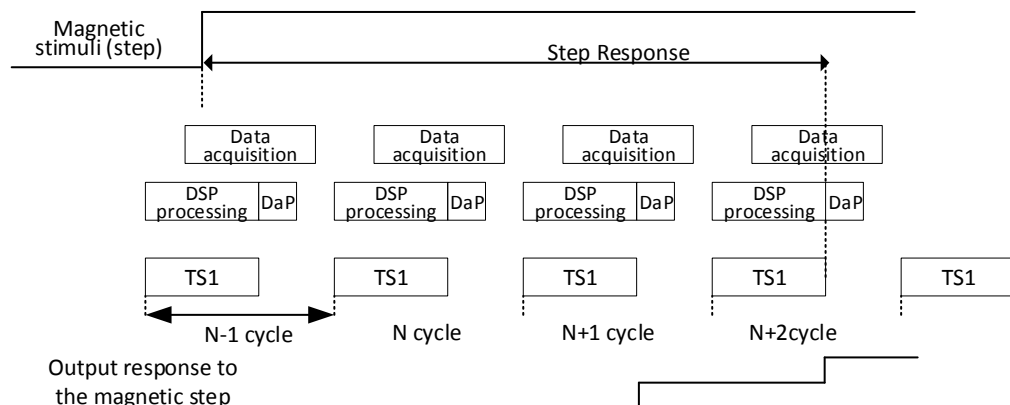 Magnetic
stimuli (step)
Step Response
Data
acquisition
Data
acquisition
Data
acquisition
Data
acquisition
DSP
processing
DaP
DSP
processing
DaP
DSP
processing
DaP
DSP
processing
DaP
TS1
TS1
TS1
TS1
TS1
N-1 cycle
N cycle
N+1 cycle
N+2cycle
Output response to
the magnetic step